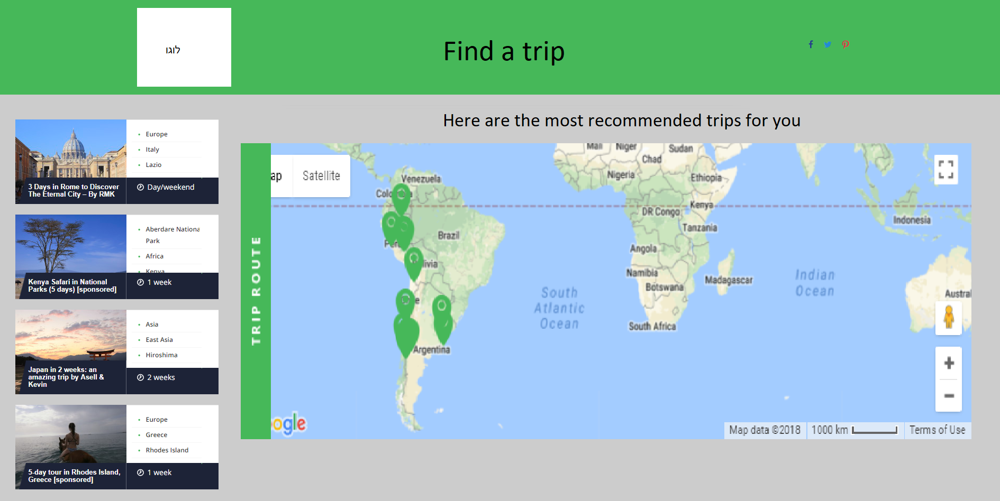 לוגו
Find a trip
Here are the most recommended trips for you
Europe
Italy
Lazio
3 Days in Rome to Discover
The Eternal City – By RMK
Day/weekend
Aberdare Nationa
Park
Africa
Kenya
Kenya Safari in National
Parks (5 days) [sponsored]
1 week
Asia
East Asia
Hiroshima
Japan in 2 weeks: an
amazing trip by Asell &
Kevin
2 weeks
Europe
Greece
Rhodes Island
5-day tour in Rhodes Island,
Greece [sponsored]
1 week
TRIP ROUTE
ap
Satellite
Mali
Niger
Sudan
Chad
Venezuela
Nigeria
Ethiopia
Kenya
DR Congo
Indonesia
Brazil
Tanzania
Angola
livia
Namibia
Madagascar
Botswana
Indian
Ocean
South
Atlantic
Ocean
Austral
South Africa
Argentina
ogle
Map data ©2018
1000 km
Terms of Use